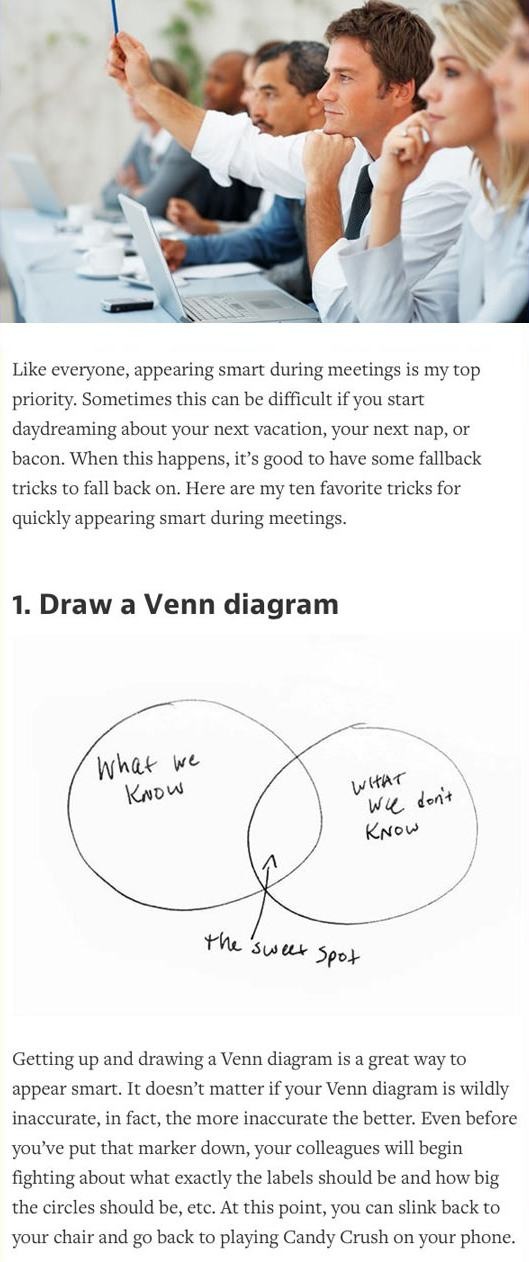 Like everyone, appearing smart during meetings is my top
priority. Sometimes this can be difficult if you start
daydreaming about your next vacation, your next nap, or
bacon. When this happens, it’s good to have some fallback
tricks to fall back on. Here are my ten favorite tricks for
quickly appearing smart during meetings.
1. Draw a Venn diagram
What we
KNOW
WHAT
WE don't
KNOW
the sweet spot
Getting up and drawing a Venn diagram is a great way to
appear smart. It doesn’t matter if your Venn diagram is wildly
inaccurate, in fact, the more inaccurate the better. Even before
you’ve put that marker down, your colleagues will begin
fighting about what exactly the labels should be and how big
the circles should be, etc. At this point, you can slink back to
your chair and go back to playing Candy Crush on your phone.